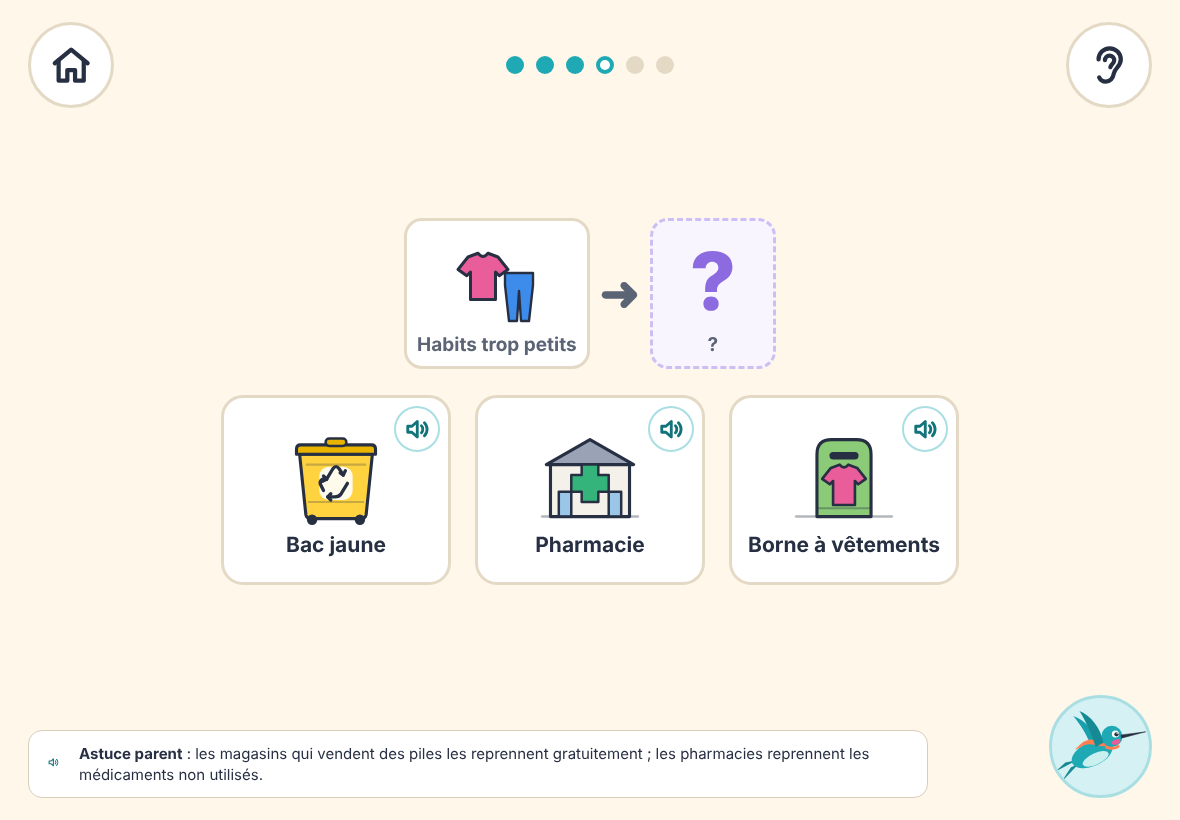 Habits trop petits
?
?
Bac jaune
Pharmacie
Borne à vêtements
Astuce parent : les magasins qui vendent des piles les reprennent gratuitement ; les pharmacies reprennent les
médicaments non utilisés.